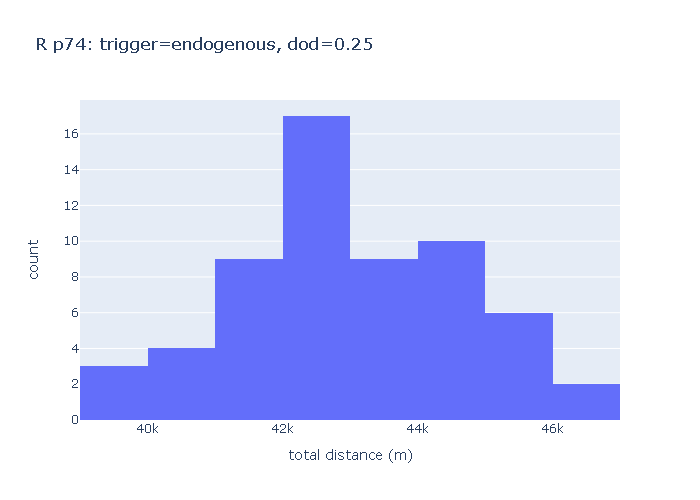 R p74: trigger=endogenous, dod=0.25
count
16
14
12
10
8
6
4
2
0
40k
42k
44k
46k
total distance (m)